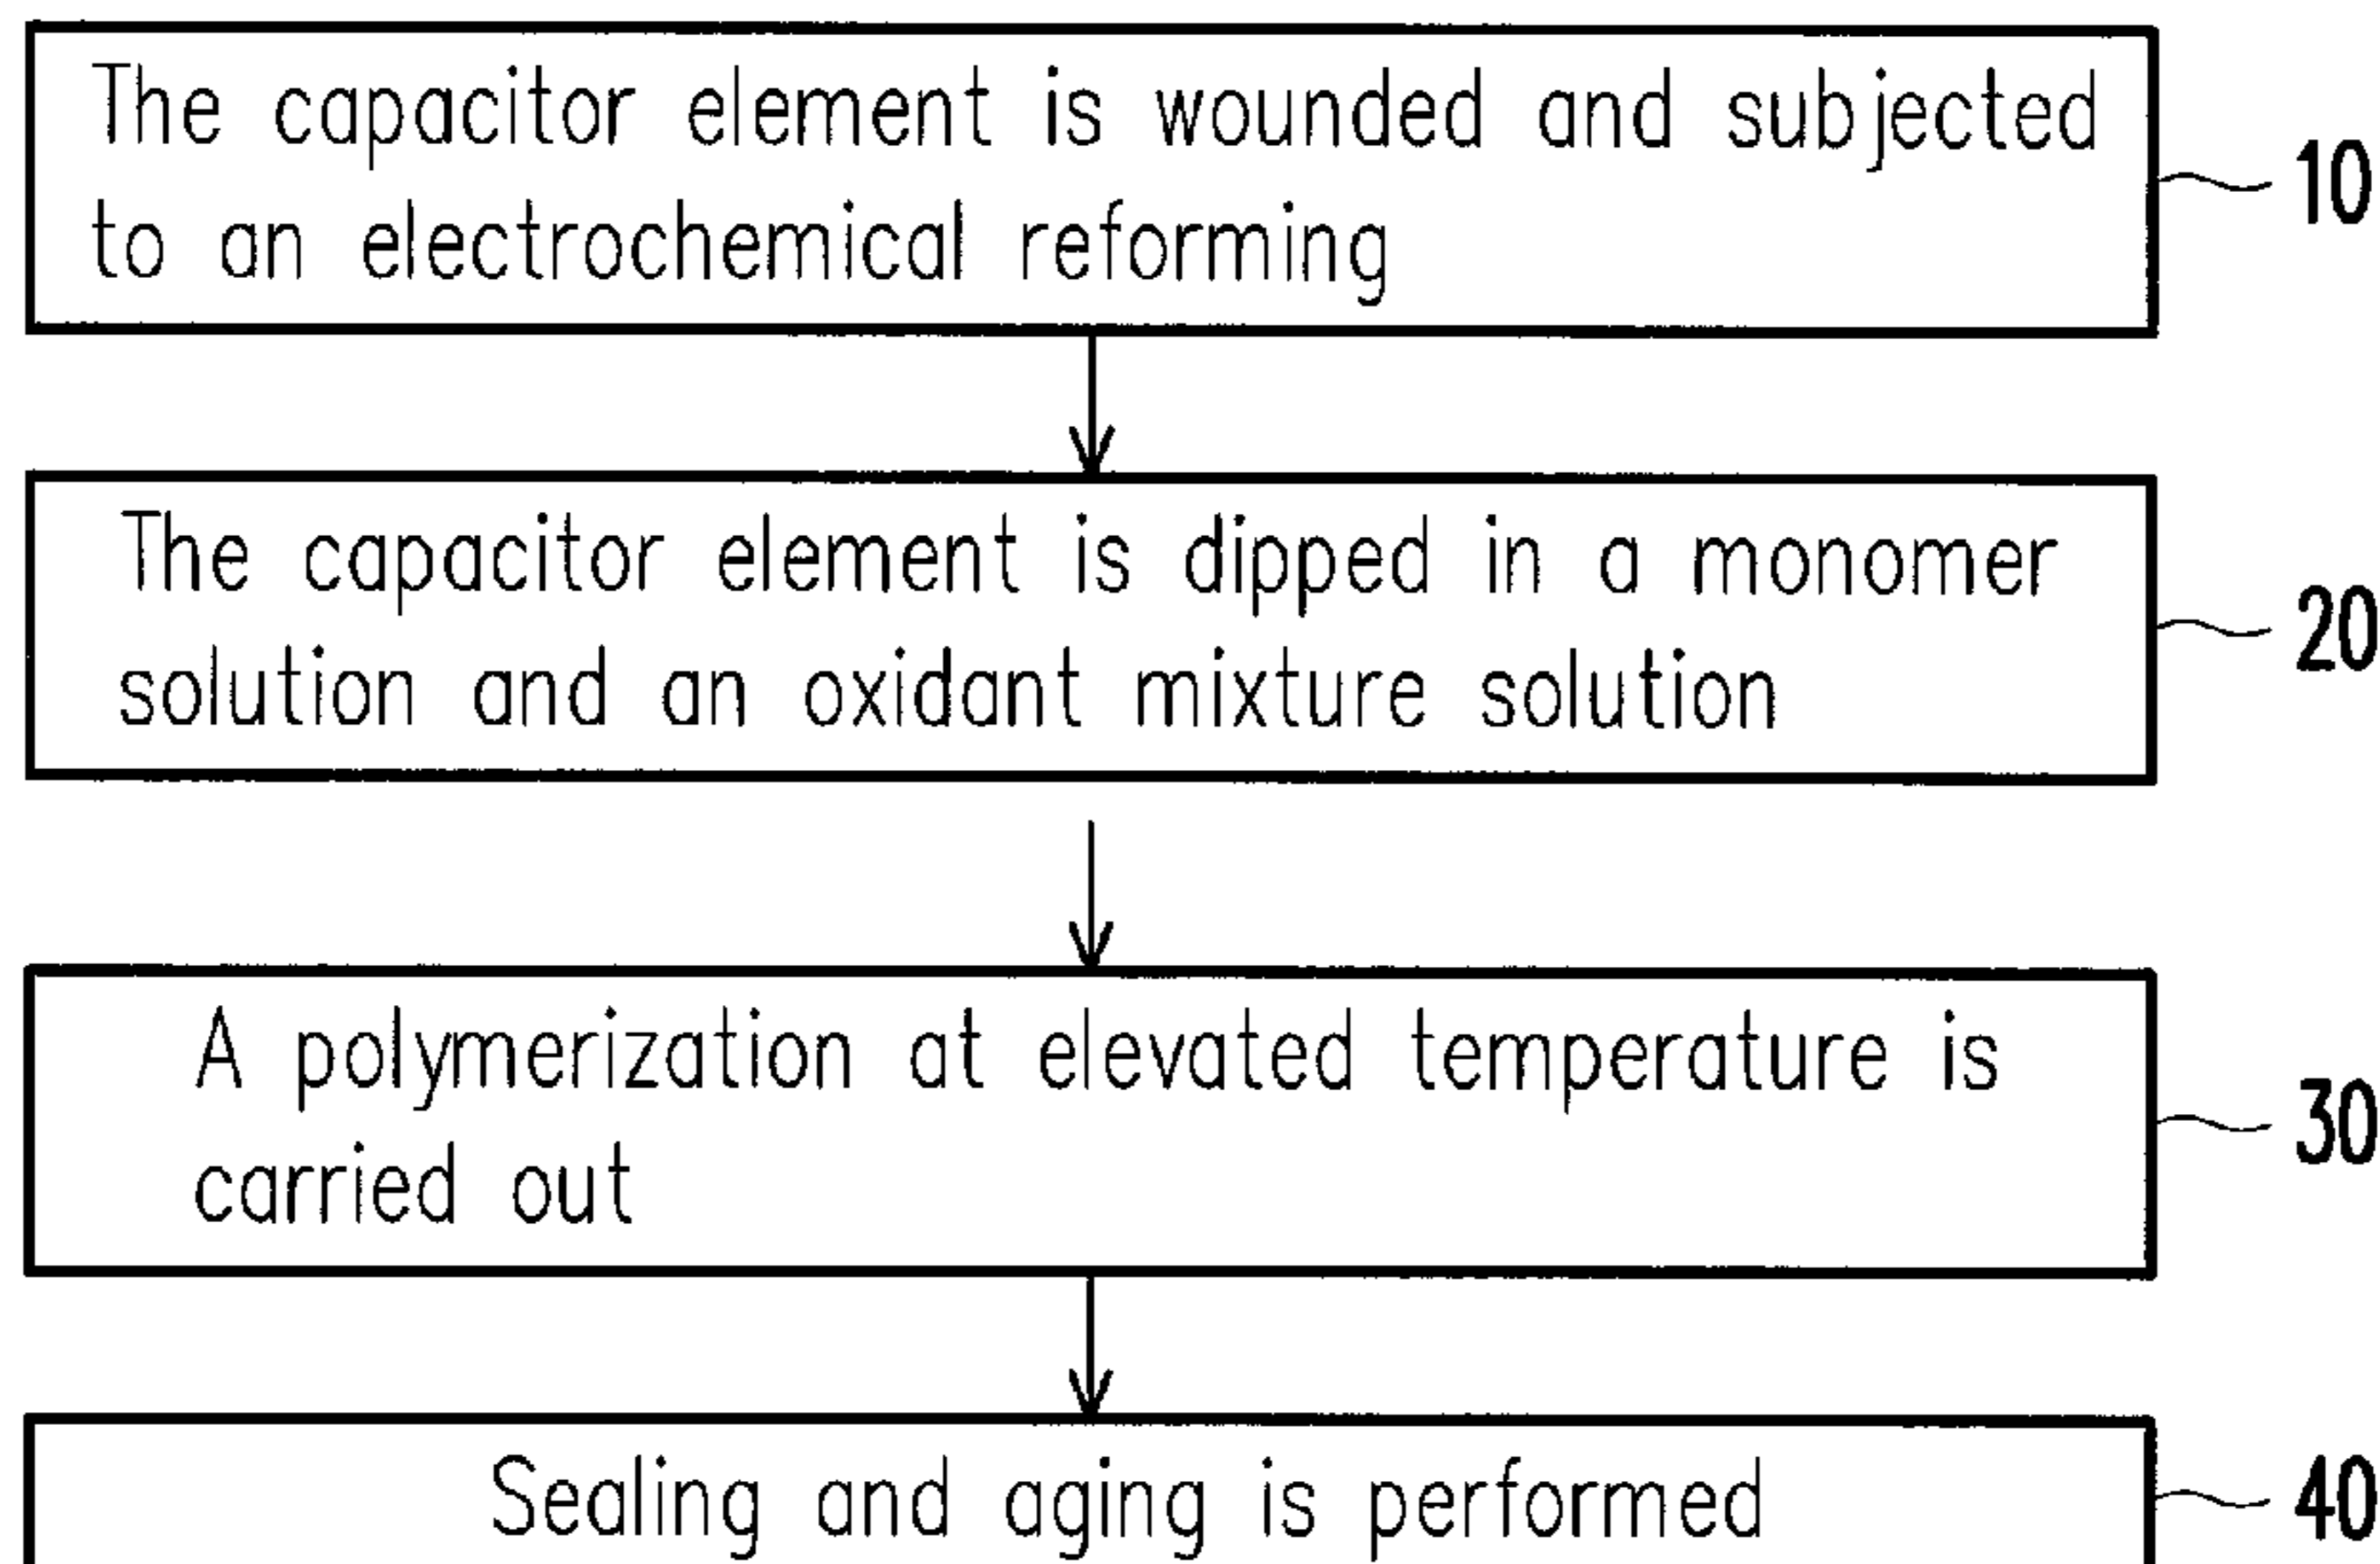 The capacitor element is wounded and subjected
to an electrochemical reforming
10
The capacitor element is dipped in a monomer
solution and an oxidant mixture solution
20
A polymerization at elevated temperature is
carried out
30
Sealing and aging is performed
40